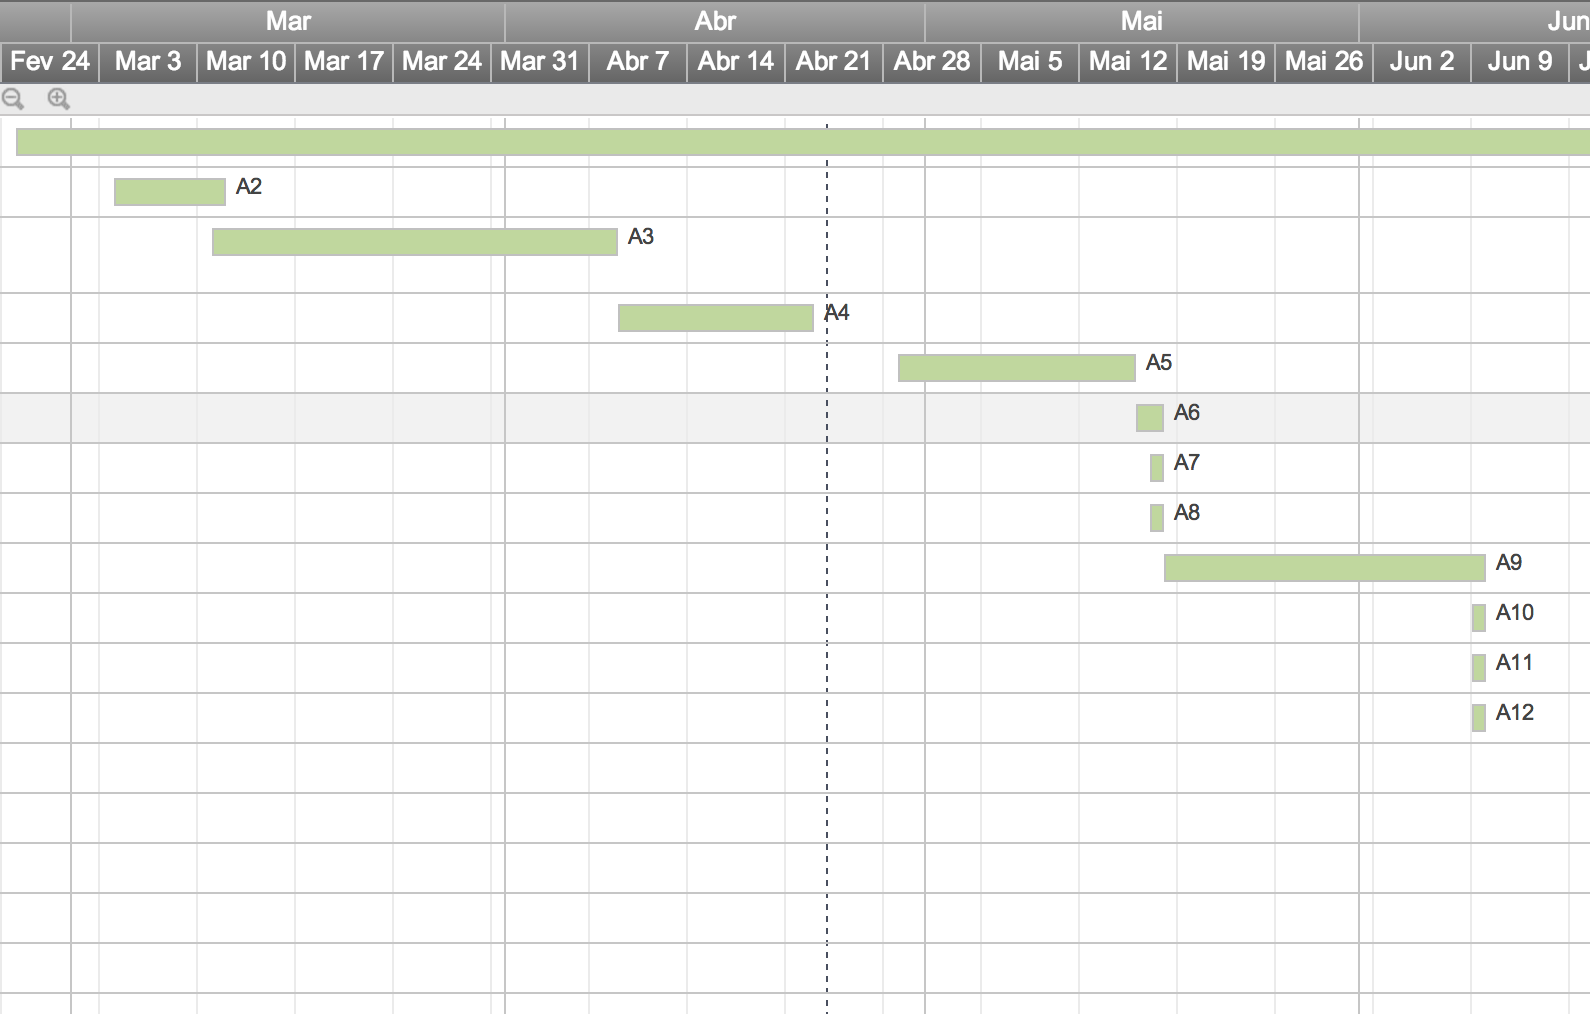 Mar Abr Mai Jun
Fev 24 Mar 3 Mar 10 Mar 17 Mar 24 Mar 31 Abr 7 Abr 14 Abr 21 Abr 28 Mai 5 Mai 12 Mai 19 Mai 26 Jun 2 Jun 9
A2
A3
A4
A5
A6
A7
A8
A9
A10
A11
A12